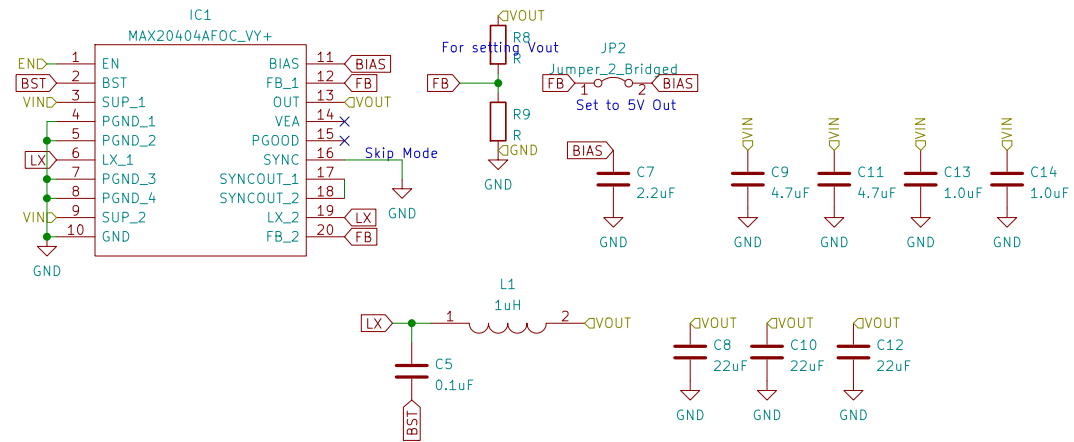 IC1
MAX20404AFOC_VY+
EN 1 EN
BST 2 BST
VIN 3 SUP_1
4 PGND_1
5 PGND_2
LX 6 LX_1
7 PGND_3
8 PGND_4
VIN 9 SUP_2
10 GND
GND
BIAS 11 BIAS
FB_1 12 FB
OUT 13 VOUT
VEA 14
PGOOD 15
SYNC 16
SYNCOUT_1 17
SYNCOUT_2 18
LX_2 19 LX
FB_2 20 FB
Skip Mode
GND
VOUT
R8
For setting Vout
R
FB
R9
R
GND
GND
JP2
Jumper_2_Bridged
FB 1 2 BIAS
Set to 5V Out
BIAS
C7
2.2uF
GND
VIN
C9
4.7uF
GND
VIN
C11
4.7uF
GND
VIN
C13
1.0uF
GND
VIN
C14
1.0uF
GND
L1
1uH
LX 1 2 VOUT
C5
0.1uF
BST
VOUT
C8
22uF
GND
VOUT
C10
22uF
GND
VOUT
C12
22uF
GND